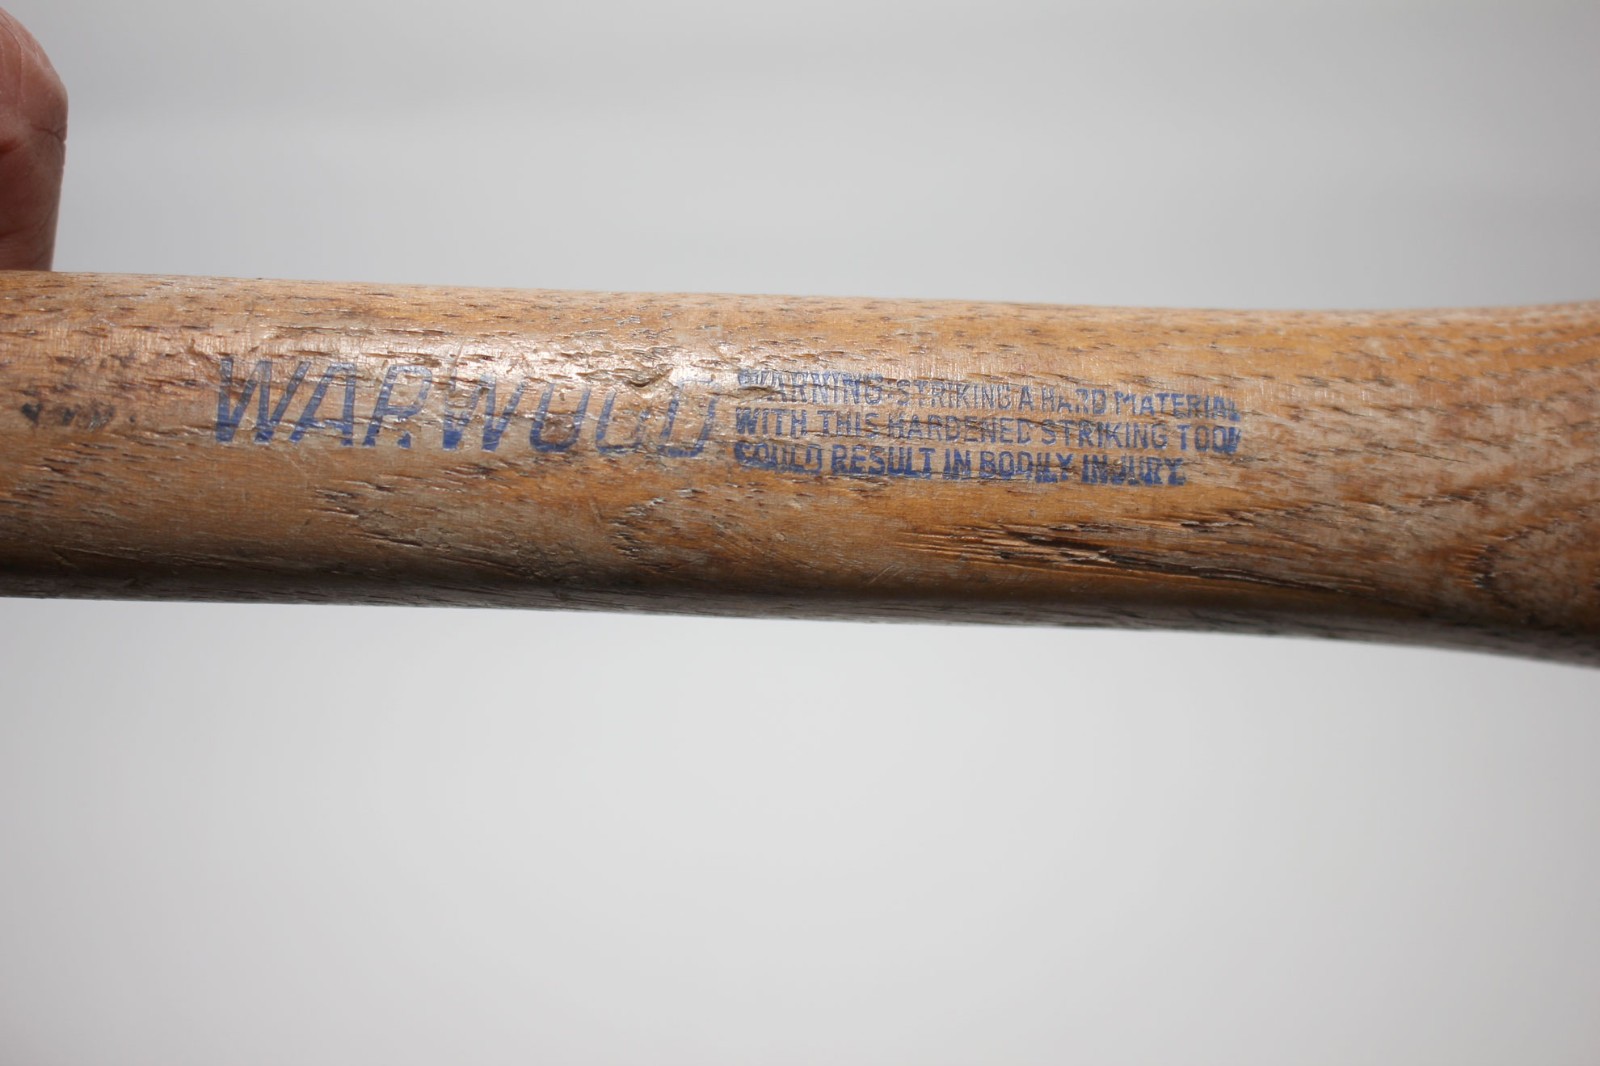 WARWOOD
WARNING-STRIKING A HARD MATERIAL
WITH THIS HARDENED STRIKING TOOL
COULD RESULT IN BODILY INJURY